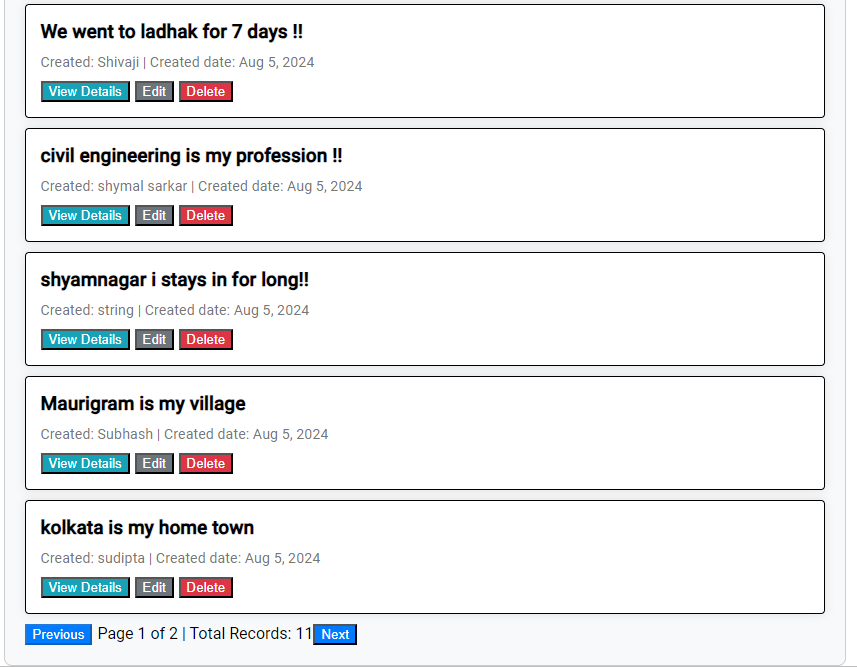 We went to ladhak for 7 days !!
Created: Shivaji | Created date: Aug 5, 2024
View Details Edit Delete
civil engineering is my profession !!
Created: shymal sarkar | Created date: Aug 5, 2024
View Details Edit Delete
shyamnagar i stays in for long!!
Created: string | Created date: Aug 5, 2024
View Details Edit Delete
Maurigram is my village
Created: Subhash | Created date: Aug 5, 2024
View Details Edit Delete
kolkata is my home town
Created: sudipta | Created date: Aug 5, 2024
View Details Edit Delete
Previous Page 1 of 2 | Total Records: 11 Next